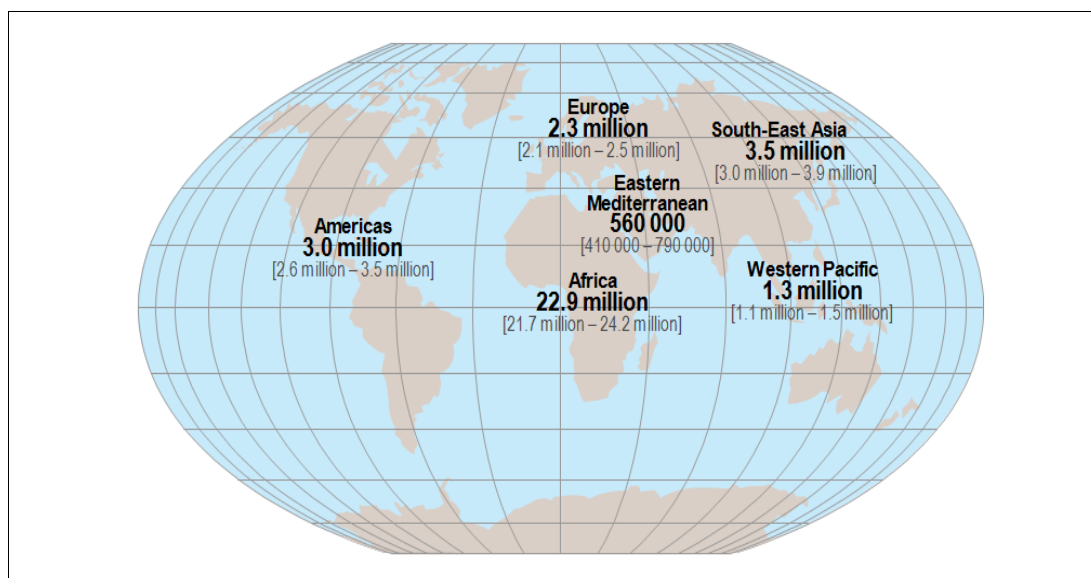 Europe
2.3 million
[2.1 million – 2.5 million]
South-East Asia
3.5 million
[3.0 million – 3.9 million]
Eastern
Mediterranean
560 000
[410 000 – 790 000]
Americas
3.0 million
[2.6 million – 3.5 million]
Western Pacific
1.3 million
[1.1 million – 1.5 million]
Africa
22.9 million
[21.7 million – 24.2 million]